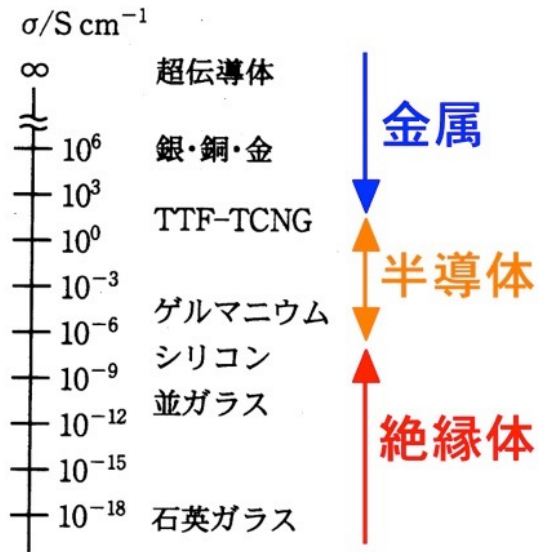 σ/S cm⁻¹
∞ 超伝導体
金属
10⁶ 銀・銅・金
10³
TTF-TCNG
10⁰
10⁻³
半導体
ゲルマニウム
10⁻⁶
シリコン
10⁻⁹
並ガラス
10⁻¹²
絶縁体
10⁻¹⁵
10⁻¹⁸ 石英ガラス